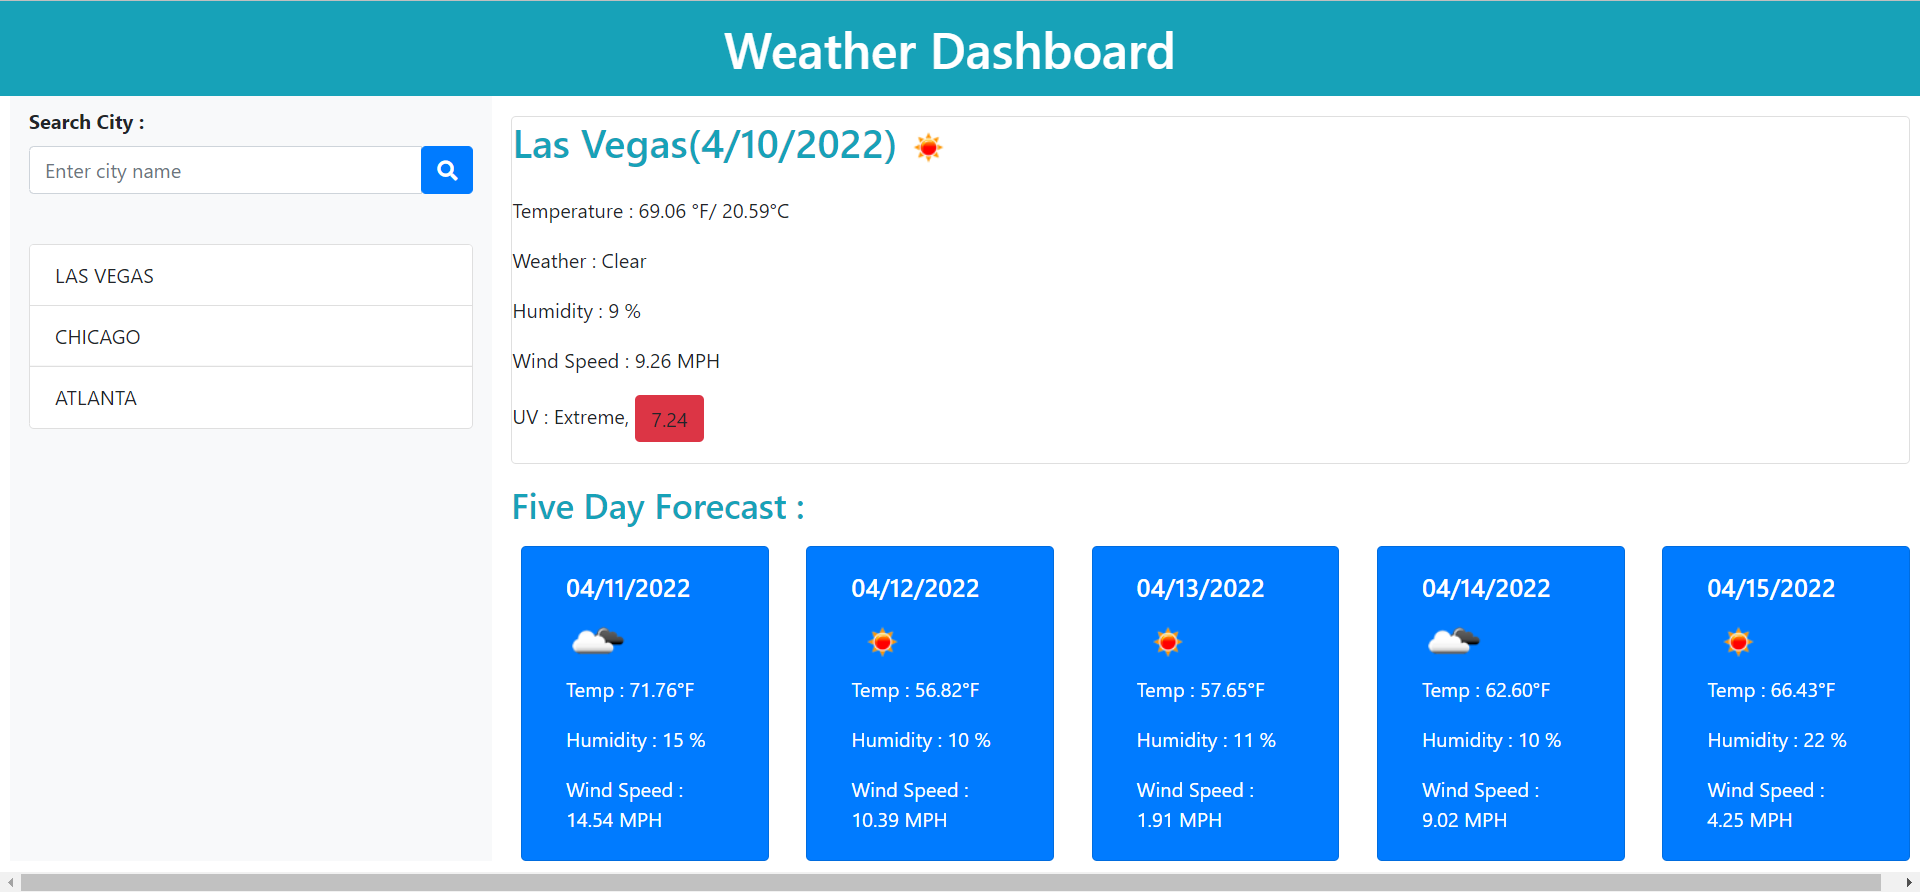 Weather Dashboard
Search City :
Enter city name
LAS VEGAS
CHICAGO
ATLANTA
Las Vegas(4/10/2022)
Temperature : 69.06 °F/ 20.59°C
Weather : Clear
Humidity : 9 %
Wind Speed : 9.26 MPH
UV : Extreme, 7.24
Five Day Forecast :
04/11/2022
Temp : 71.76°F
Humidity : 15 %
Wind Speed :
14.54 MPH
04/12/2022
Temp : 56.82°F
Humidity : 10 %
Wind Speed :
10.39 MPH
04/13/2022
Temp : 57.65°F
Humidity : 11 %
Wind Speed :
1.91 MPH
04/14/2022
Temp : 62.60°F
Humidity : 10 %
Wind Speed :
9.02 MPH
04/15/2022
Temp : 66.43°F
Humidity : 22 %
Wind Speed :
4.25 MPH